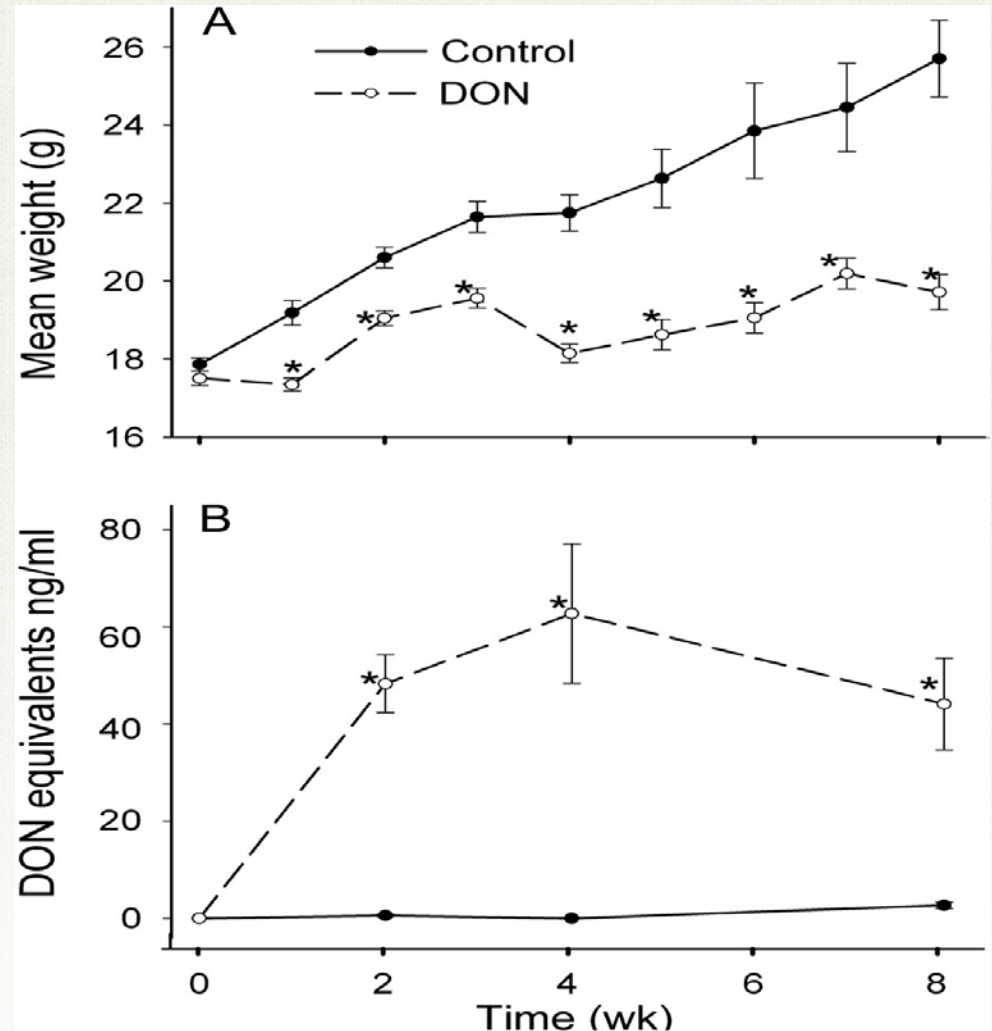 A
Control
DON
Mean weight (g)
26
24
22
20
18
16
*
*
*
*
*
*
*
*
B
DON equivalents ng/ml
80
60
40
20
0
*
*
*
0 2 4 6 8
Time (wk)